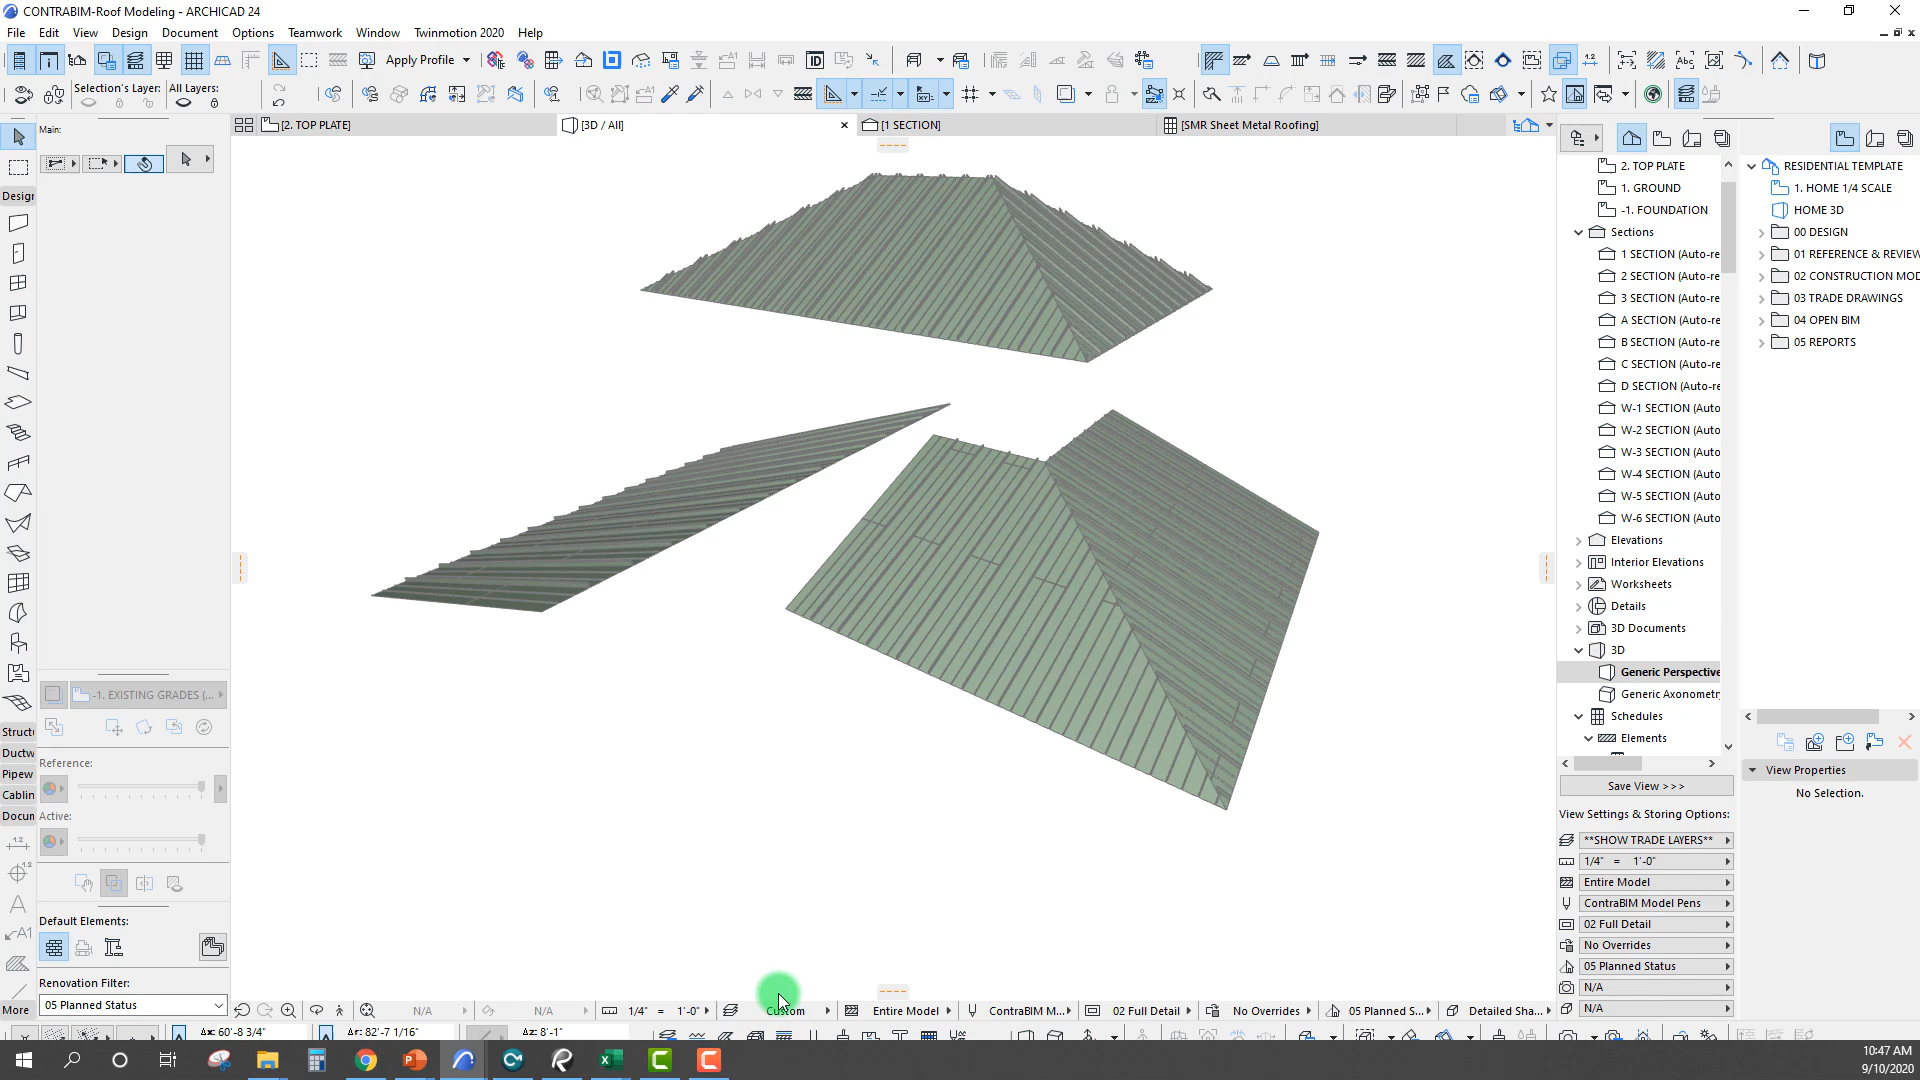 CONTRABIM-Roof Modeling - ARCHICAD 24
File Edit View Design Document Options Teamwork Window Twinmotion 2020 Help
Apply Profile
Selection's Layer:
All Layers:
Main:
[2. TOP PLATE]
[3D / All]
[1 SECTION]
[SMR Sheet Metal Roofing]
Design
-1. EXISTING GRADES (...
Reference:
Active:
Structu
Ductw
Pipew
Cablin
Docum
Default Elements:
Renovation Filter:
05 Planned Status
More
2. TOP PLATE
1. GROUND
-1. FOUNDATION
Sections
1 SECTION (Auto-re
2 SECTION (Auto-re
3 SECTION (Auto-re
A SECTION (Auto-re
B SECTION (Auto-re
C SECTION (Auto-re
D SECTION (Auto-re
W-1 SECTION (Auto
W-2 SECTION (Auto
W-3 SECTION (Auto
W-4 SECTION (Auto
W-5 SECTION (Auto
W-6 SECTION (Auto
Elevations
Interior Elevations
Worksheets
Details
3D Documents
3D
Generic Perspective
Generic Axonometr
Schedules
Elements
Save View >>>
View Settings & Storing Options:
**SHOW TRADE LAYERS**
1/4" = 1'-0"
Entire Model
ContraBIM Model Pens
02 Full Detail
No Overrides
05 Planned Status
N/A
N/A
RESIDENTIAL TEMPLATE
1. HOME 1/4 SCALE
HOME 3D
00 DESIGN
01 REFERENCE & REVIEW
02 CONSTRUCTION MOD
03 TRADE DRAWINGS
04 OPEN BIM
05 REPORTS
View Properties
No Selection.
N/A N/A 1/4" = 1'-0" Custom Entire Model ContraBIM M... 02 Full Detail No Overrides 05 Planned S... Detailed Sha...
Δx: 60'-8 3/4" Δr: 82'-7 1/16" Δz: 8'-1"
10:47 AM
9/10/2020